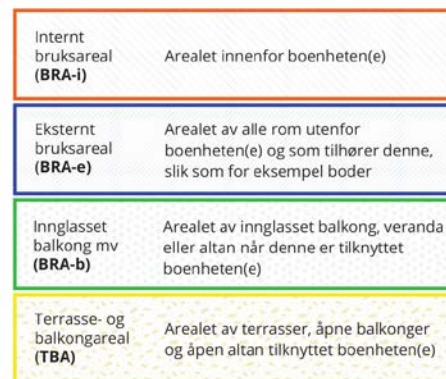 Internt
bruksareal
(BRA-i)
Arealet innenfor boenheten(e)
Eksternt
bruksareal
(BRA-e)
Arealet av alle rom utenfor
boenheten(e) og som tilhører denne,
slik som for eksempel boder
Innglasset
balkong mv
(BRA-b)
Arealet av innglasset balkong, veranda
eller altan når denne er tilknyttet
boenheten(e)
Terrasse- og
balkongareal
(TBA)
Arealet av terrasser, åpne balkonger
og åpen altan tilknyttet boenheten(e)